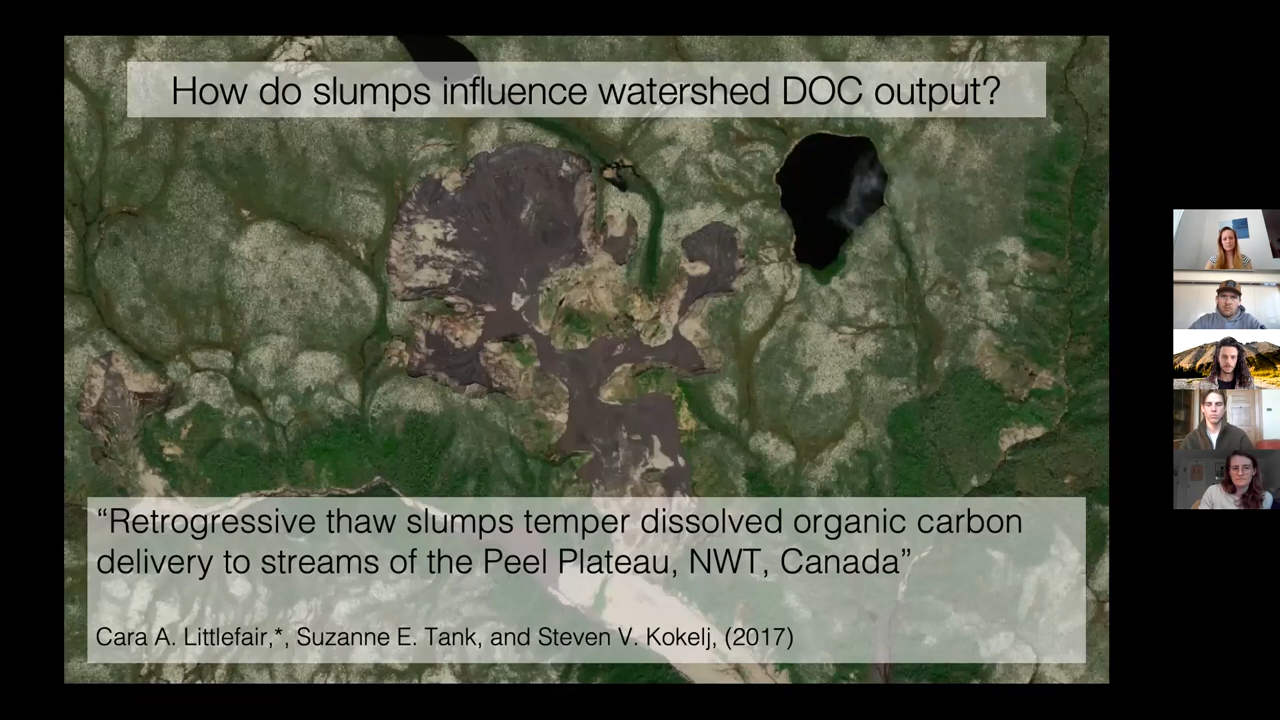 How do slumps influence watershed DOC output?
“Retrogressive thaw slumps temper dissolved organic carbon
delivery to streams of the Peel Plateau, NWT, Canada”
Cara A. Littlefair,*, Suzanne E. Tank, and Steven V. Kokelj, (2017)